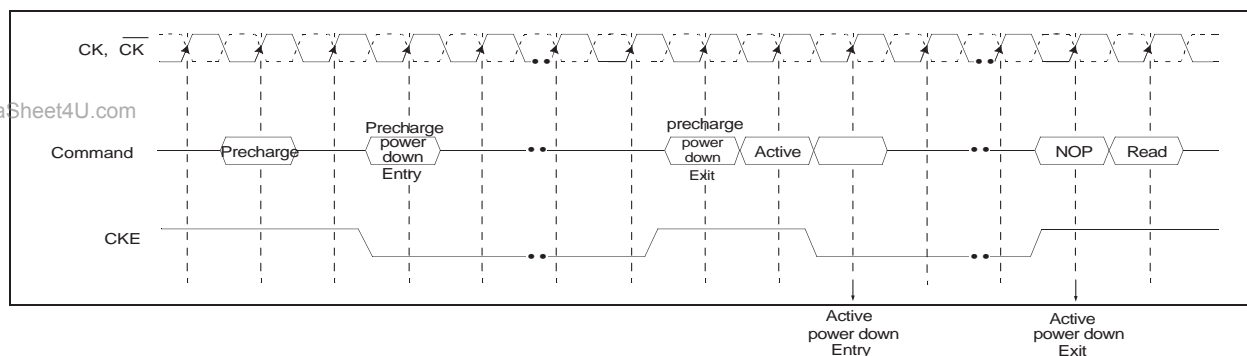 CK, CK
aSheet4U.com
Command
Precharge
Precharge
power
down
Entry
precharge
power
down
Exit
Active
NOP
Read
CKE
Active
power down
Entry
Active
power down
Exit